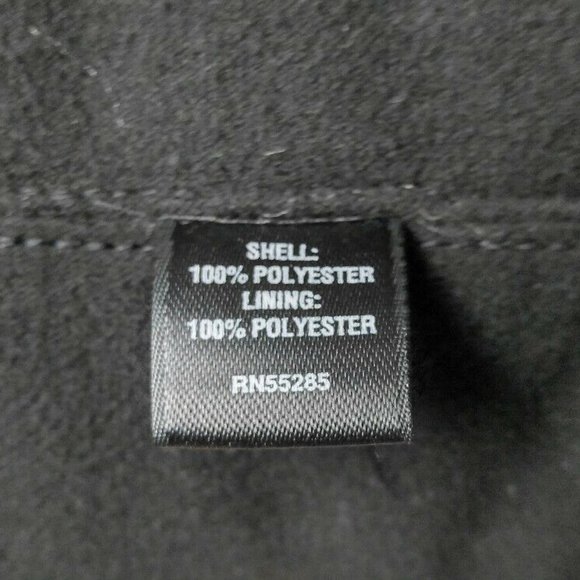 SHELL:
100% POLYESTER
LINING:
100% POLYESTER
RN55285